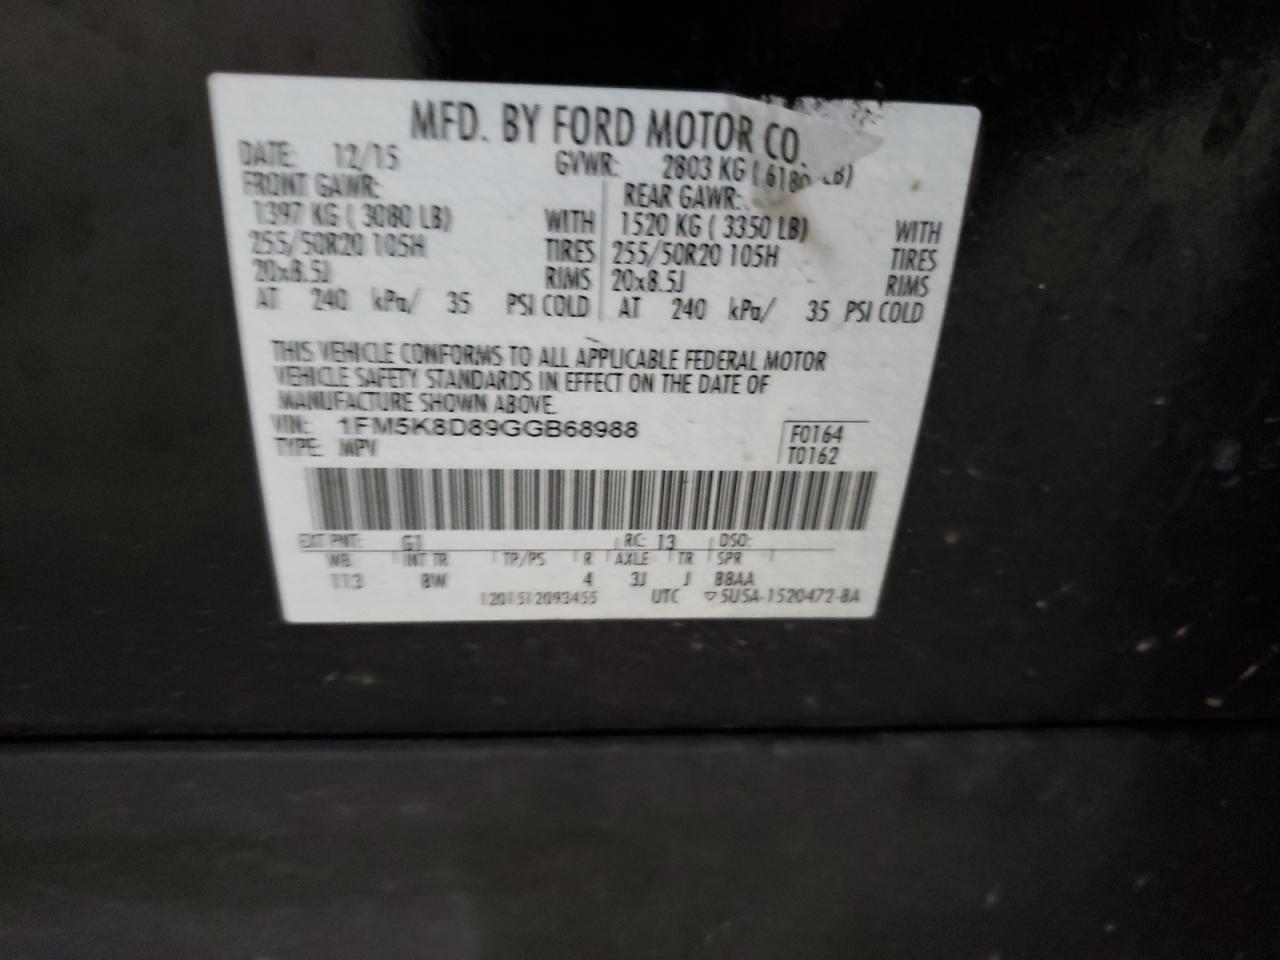 MFD. BY FORD MOTOR CO.
DATE: 12/15 GVWR: 2803 KG ( 6180 LB)
FRONT GAWR: REAR GAWR:
1397 KG ( 3080 LB) WITH 1520 KG ( 3350 LB) WITH
255/50R20 105H TIRES 255/50R20 105H TIRES
20x8.5J RIMS 20x8.5J RIMS
AT 240 kPa/ 35 PSI COLD AT 240 kPa/ 35 PSI COLD
THIS VEHICLE CONFORMS TO ALL APPLICABLE FEDERAL MOTOR
VEHICLE SAFETY STANDARDS IN EFFECT ON THE DATE OF
MANUFACTURE SHOWN ABOVE.
VIN: 1FM5K8D89GGB68988 F0164
TYPE: MPV T0162
EXT PNT: G1 RC: 13 DSO:
WB INT TR TP/PS R AXLE TR SPR
113 BW 4 3J J BBAA
1201512093455 UTC ▽5U5A-1520472-BA